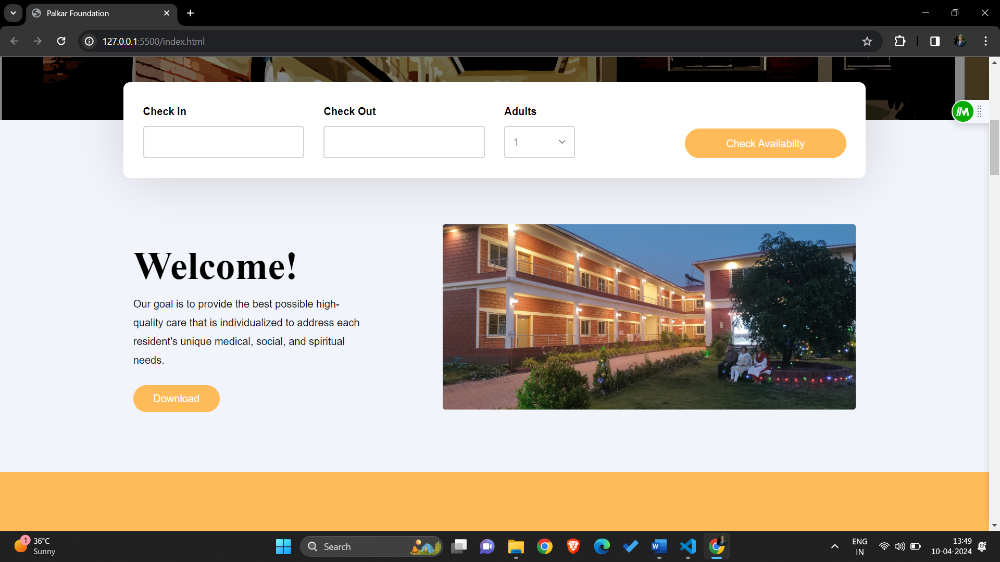 Palkar Foundation
127.0.0.1:5500/index.html
Check In
Check Out
Adults
1
Check Availabilty
Welcome!
Our goal is to provide the best possible high-
quality care that is individualized to address each
resident's unique medical, social, and spiritual
needs.
Download
1
36°C
Sunny
Search
W
ENG
IN
13:49
10-04-2024